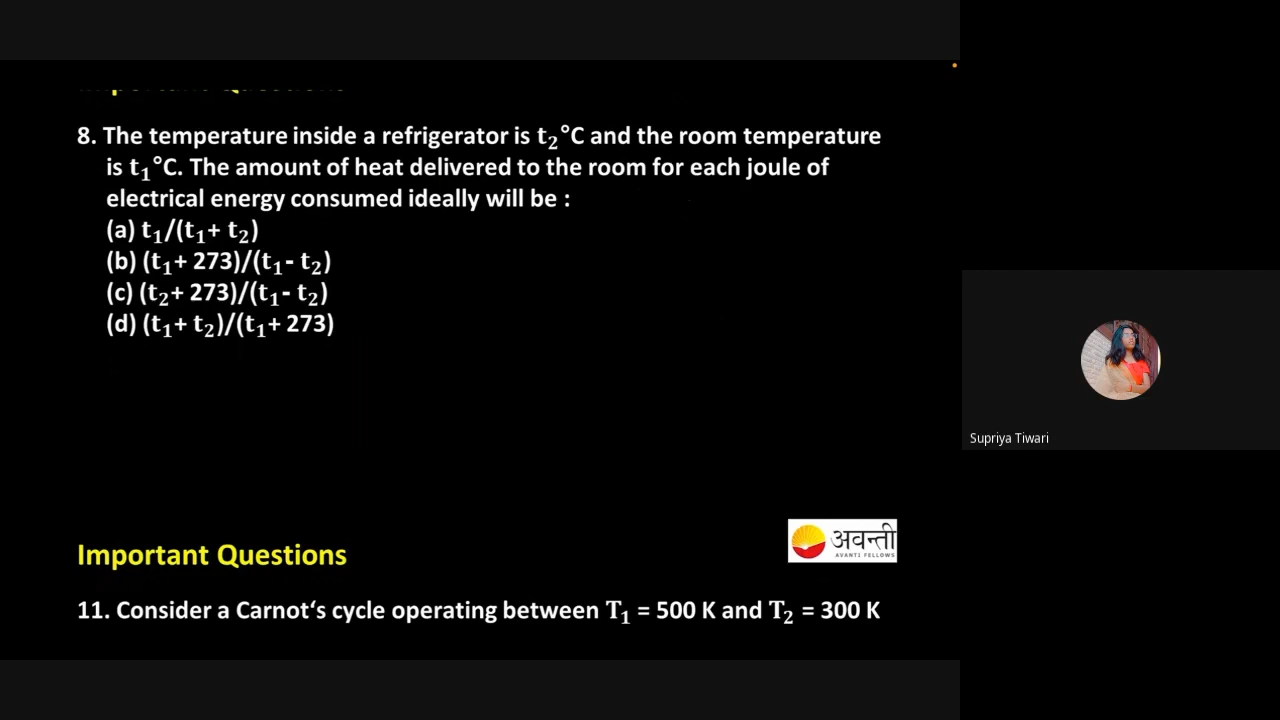 Important Questions
8. The temperature inside a refrigerator is t₂°C and the room temperature
is t₁°C. The amount of heat delivered to the room for each joule of
electrical energy consumed ideally will be :
(a) t₁/(t₁+ t₂)
(b) (t₁+ 273)/(t₁- t₂)
(c) (t₂+ 273)/(t₁- t₂)
(d) (t₁+ t₂)/(t₁+ 273)
Supriya Tiwari
अवन्ती
AVANTI FELLOWS
Important Questions
11. Consider a Carnot‘s cycle operating between T₁ = 500 K and T₂ = 300 K